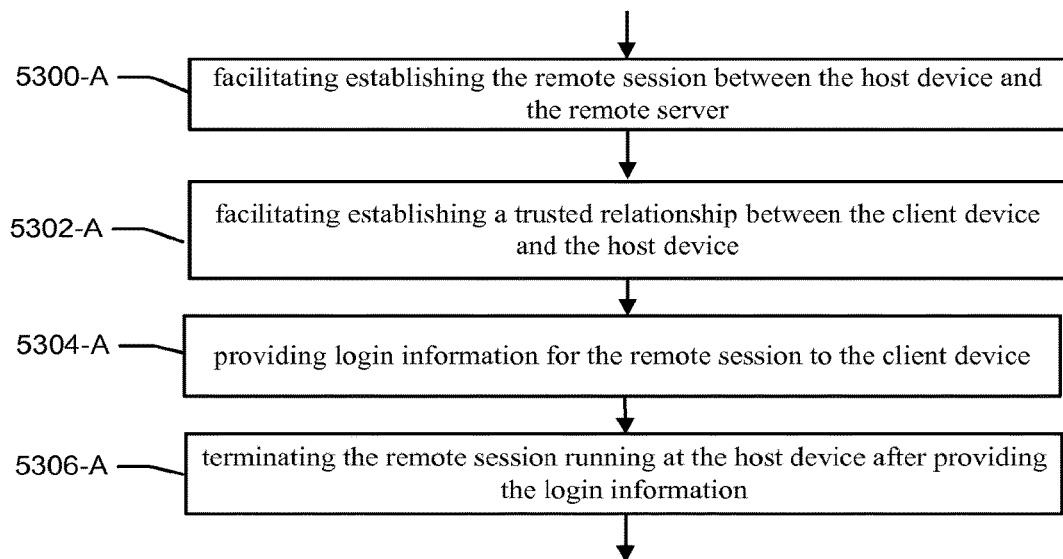 5300-A
facilitating establishing the remote session between the host device and
the remote server
5302-A
facilitating establishing a trusted relationship between the client device
and the host device
5304-A
providing login information for the remote session to the client device
5306-A
terminating the remote session running at the host device after providing
the login information